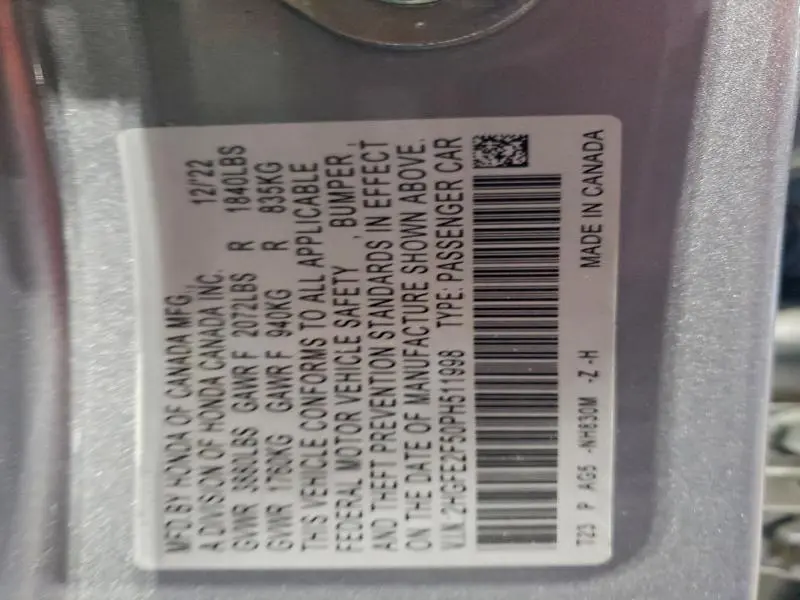 MFD BY HONDA OF CANADA MFG.,
A DIVISION OF HONDA CANADA INC. 12/22
GVWR 3880LBS GAWR F 2072LBS R 1840LBS
GVWR 1760KG GAWR F 940KG R 835KG
THIS VEHICLE CONFORMS TO ALL APPLICABLE
FEDERAL MOTOR VEHICLE SAFETY , BUMPER ,
AND THEFT PREVENTION STANDARDS IN EFFECT
ON THE DATE OF MANUFACTURE SHOWN ABOVE.
V.I.N. 2HGFE2F50PH511998 TYPE: PASSENGER CAR
T23 P AG5 -NH830M -Z -H MADE IN CANADA